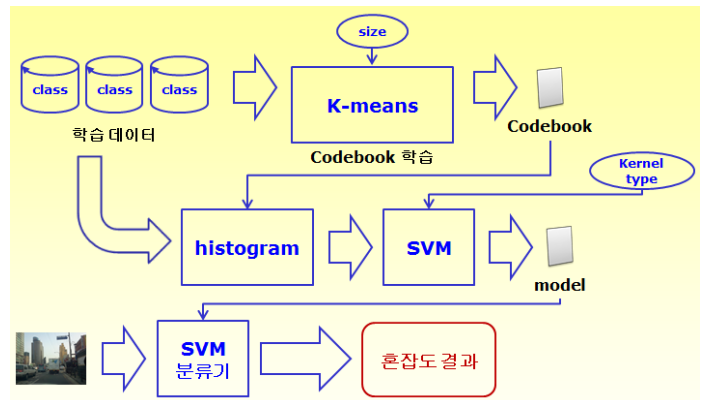 size
class
class
class
K-means
학습 데이터
Codebook 학습
Codebook
Kernel
type
histogram
SVM
model
SVM
분류기
혼잡도 결과